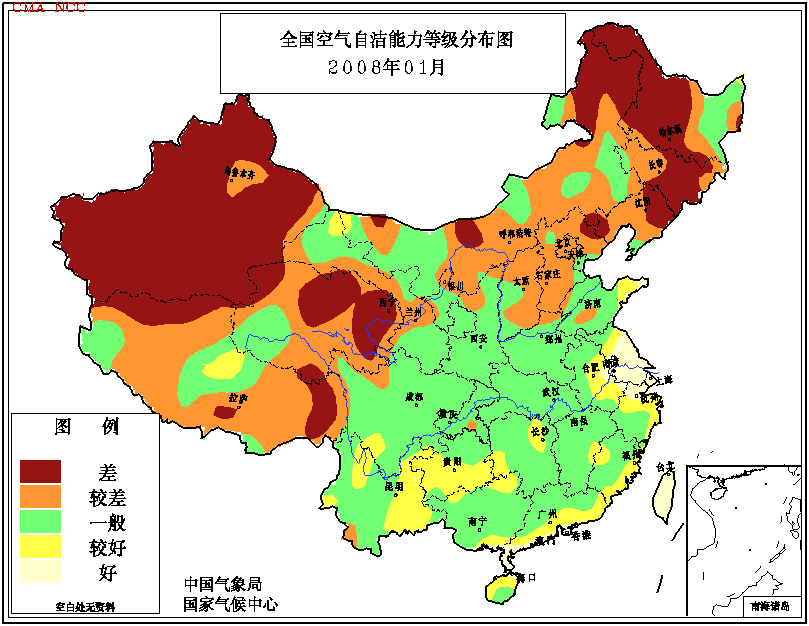 CMA NCC
全国空气自洁能力等级分布图
2008年01月
哈尔滨
长春
乌鲁木齐
沈阳
呼和浩特
北京
天津
石家庄
太原
银川
西宁
济南
兰州
郑州
西安
合肥
南京
上海
杭州
武汉
成都
拉萨
重庆
南昌
长沙
福州
贵阳
台北
昆明
广州
南宁
澳门
香港
海口
图 例
差
较差
一般
较好
好
空白处无资料
中国气象局
国家气候中心
南海诸岛